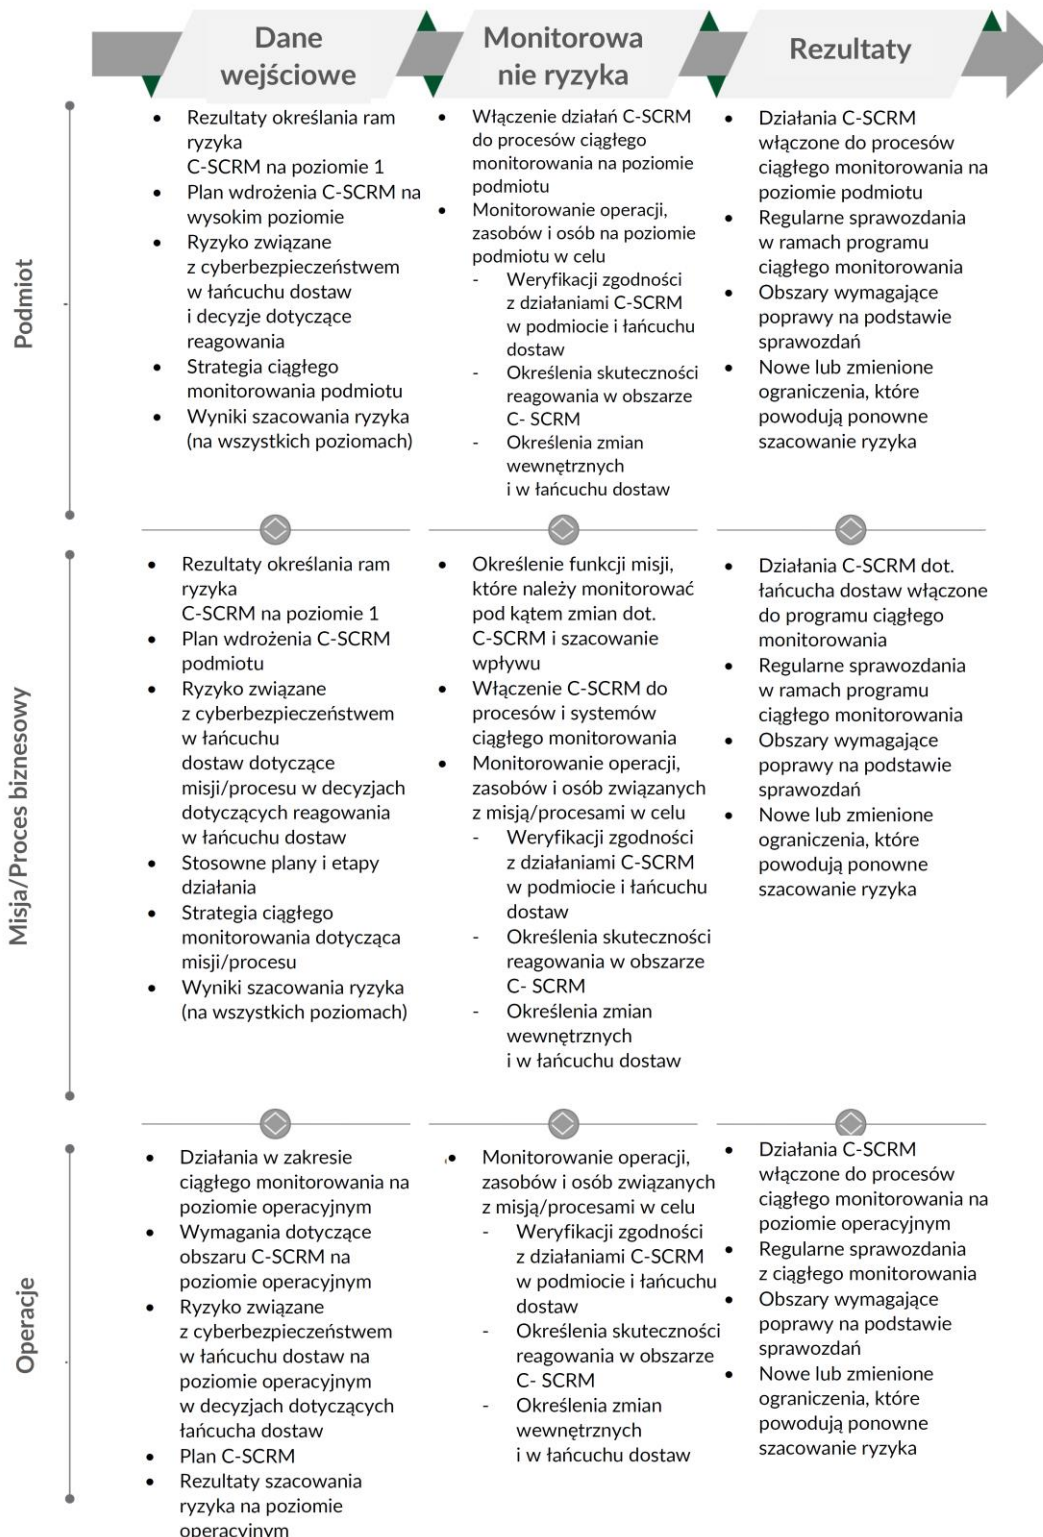 Dane
wejściowe
Monitorowa
nie ryzyka
Rezultaty
Podmiot
• Rezultaty określania ram
ryzyka
C-SCRM na poziomie 1
• Plan wdrożenia C-SCRM na
wysokim poziomie
• Ryzyko związane
z cyberbezpieczeństwem
w łańcuchu dostaw
i decyzje dotyczące
reagowania
• Strategia ciągłego
monitorowania podmiotu
• Wyniki szacowania ryzyka
(na wszystkich poziomach)
• Włączenie działań C-SCRM
do procesów ciągłego
monitorowania na poziomie
podmiotu
• Monitorowanie operacji,
zasobów i osób na poziomie
podmiotu w celu
- Weryfikacji zgodności
z działaniami C-SCRM
w podmiocie i łańcuchu
dostaw
- Określenia skuteczności
reagowania w obszarze
C- SCRM
- Określenia zmian
wewnętrznych
i w łańcuchu dostaw
• Działania C-SCRM
włączone do procesów
ciągłego monitorowania na
poziomie podmiotu
• Regularne sprawozdania
w ramach programu
ciągłego monitorowania
• Obszary wymagające
poprawy na podstawie
sprawozdań
• Nowe lub zmienione
ograniczenia, które
powodują ponowne
szacowanie ryzyka
Misja/Proces biznesowy
• Rezultaty określania ram
ryzyka
C-SCRM na poziomie 1
• Plan wdrożenia C-SCRM
podmiotu
• Ryzyko związane
z cyberbezpieczeństwem
w łańcuchu
dostaw dotyczące
misji/procesu w decyzjach
dotyczących reagowania
w łańcuchu dostaw
• Stosowne plany i etapy
działania
• Strategia ciągłego
monitorowania dotycząca
misji/procesu
• Wyniki szacowania ryzyka
(na wszystkich poziomach)
• Określenie funkcji misji,
które należy monitorować
pod kątem zmian dot.
C-SCRM i szacowanie
wpływu
• Włączenie C-SCRM do
procesów i systemów
ciągłego monitorowania
• Monitorowanie operacji,
zasobów i osób związanych
z misją/procesami w celu
- Weryfikacji zgodności
z działaniami C-SCRM
w podmiocie i łańcuchu
dostaw
- Określenia skuteczności
reagowania w obszarze
C- SCRM
- Określenia zmian
wewnętrznych
i w łańcuchu dostaw
• Działania C-SCRM dot.
łańcucha dostaw włączone
do programu ciągłego
monitorowania
• Regularne sprawozdania
w ramach programu
ciągłego monitorowania
• Obszary wymagające
poprawy na podstawie
sprawozdań
• Nowe lub zmienione
ograniczenia, które
powodują ponowne
szacowanie ryzyka
Operacje
• Działania w zakresie
ciągłego monitorowania na
poziomie operacyjnym
• Wymagania dotyczące
obszaru C-SCRM na
poziomie operacyjnym
• Ryzyko związane
z cyberbezpieczeństwem
w łańcuchu dostaw na
poziomie operacyjnym
w decyzjach dotyczących
łańcucha dostaw
• Plan C-SCRM
• Rezultaty szacowania
ryzyka na poziomie
operacyjnym
• Monitorowanie operacji,
zasobów i osób związanych
z misją/procesami w celu
- Weryfikacji zgodności
z działaniami C-SCRM
w podmiocie i łańcuchu
dostaw
- Określenia skuteczności
reagowania w obszarze
C- SCRM
- Określenia zmian
wewnętrznych
i w łańcuchu dostaw
• Działania C-SCRM
włączone do procesów
ciągłego monitorowania na
poziomie operacyjnym
• Regularne sprawozdania
z ciągłego monitorowania
• Obszary wymagające
poprawy na podstawie
sprawozdań
• Nowe lub zmienione
ograniczenia, które
powodują ponowne
szacowanie ryzyka